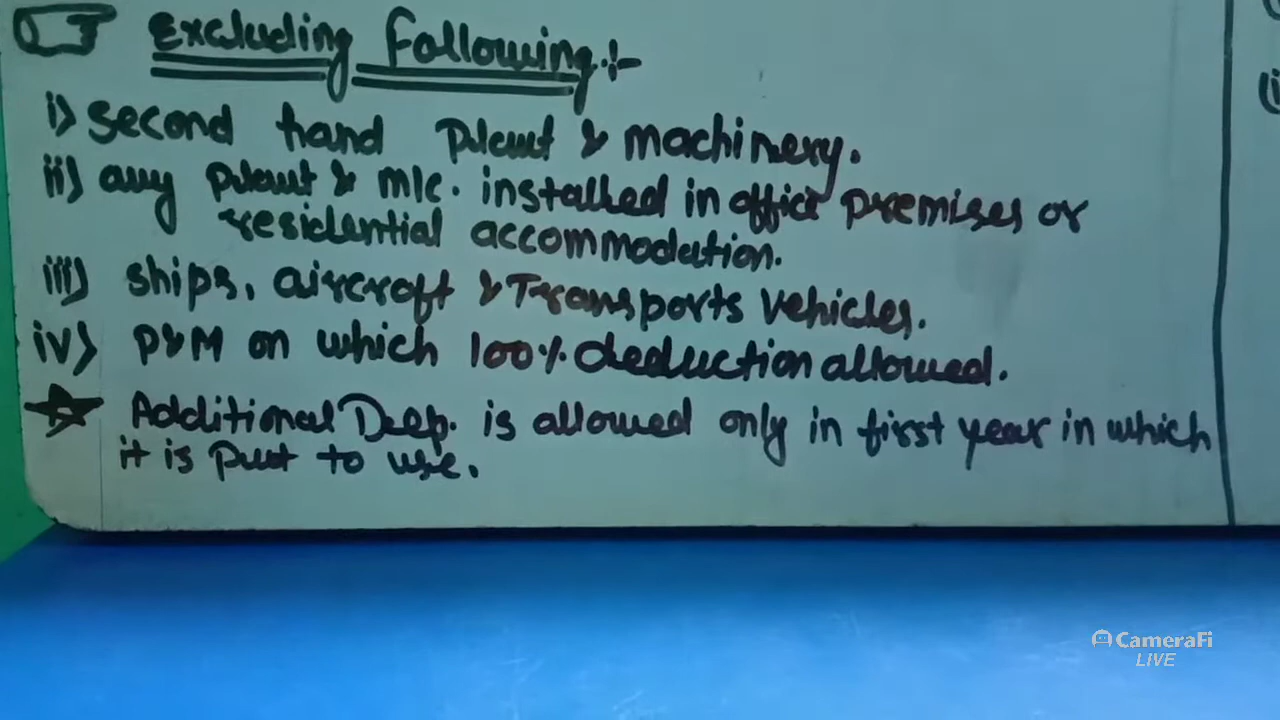 Excluding Following:-
i) second hand Plant & machinery.
ii) any plant & m/c. installed in office premises or
residential accommodation.
iii) ships, aircraft & Transports vehicles.
iv) P&M on which 100% deduction allowed.
Additional Dep. is allowed only in first year in which
it is put to use.
CameraFi
LIVE